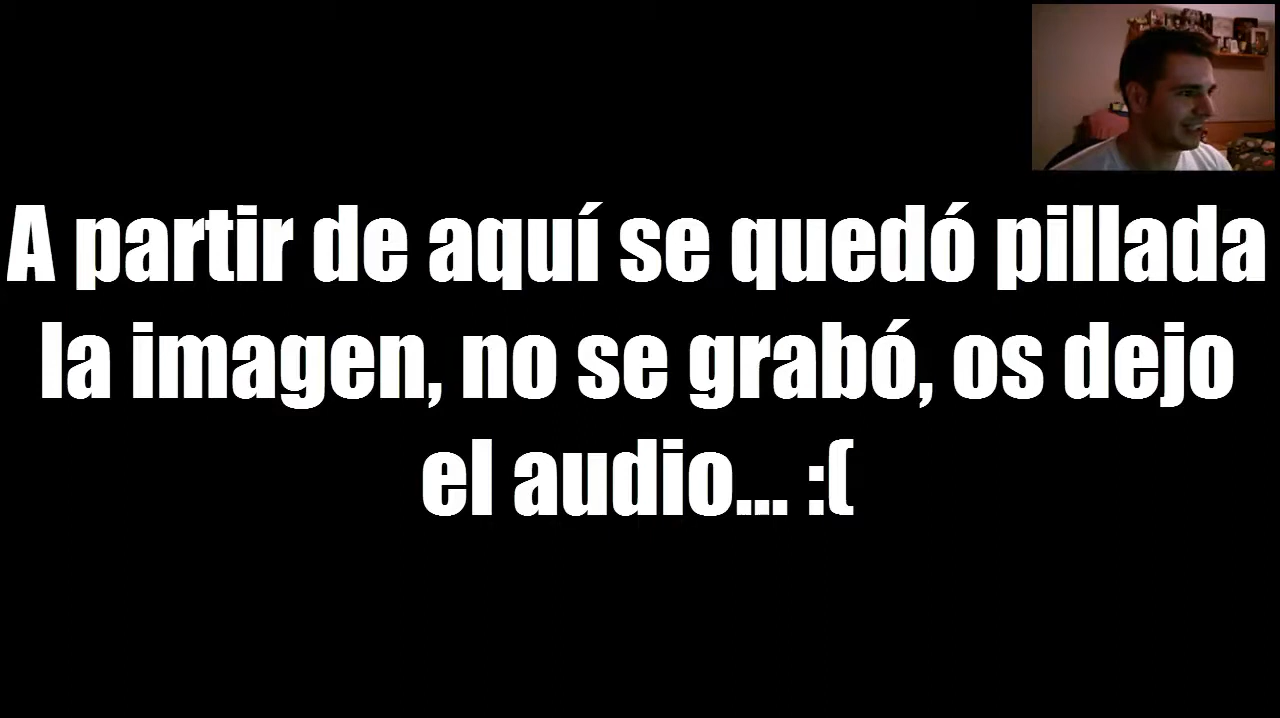 A partir de aquí se quedó pillada
la imagen, no se grabó, os dejo
el audio... :(